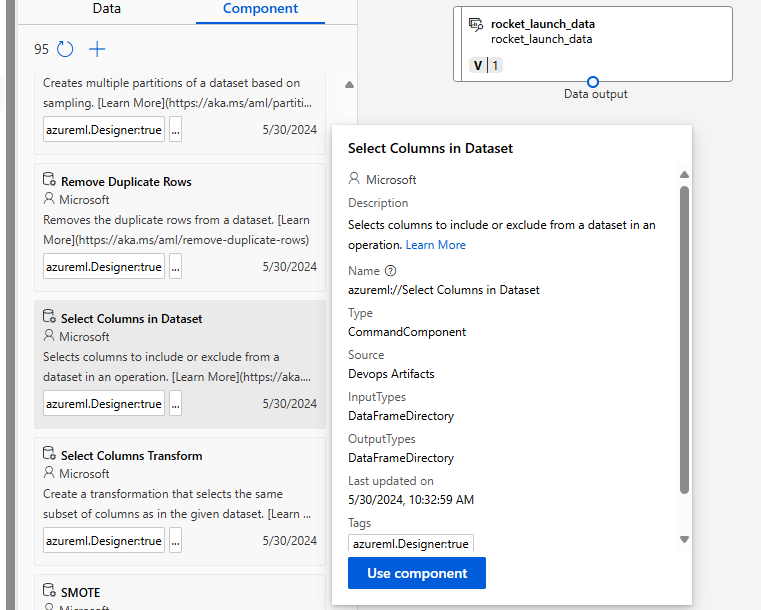 Data
Component
95
Creates multiple partitions of a dataset based on
sampling. [Learn More](https://aka.ms/aml/partiti...
azureml.Designer:true
...
5/30/2024
Remove Duplicate Rows
Microsoft
Removes the duplicate rows from a dataset. [Learn
More](https://aka.ms/aml/remove-duplicate-rows)
azureml.Designer:true
...
5/30/2024
Select Columns in Dataset
Microsoft
Selects columns to include or exclude from a
dataset in an operation. [Learn More](https://aka....
azureml.Designer:true
...
5/30/2024
Select Columns Transform
Microsoft
Create a transformation that selects the same
subset of columns as in the given dataset. [Learn ...
azureml.Designer:true
...
5/30/2024
SMOTE
Microsoft
rocket_launch_data
rocket_launch_data
V 1
Data output
Select Columns in Dataset
Microsoft
Description
Selects columns to include or exclude from a dataset in an
operation. Learn More
Name
azureml://Select Columns in Dataset
Type
CommandComponent
Source
Devops Artifacts
InputTypes
DataFrameDirectory
OutputTypes
DataFrameDirectory
Last updated on
5/30/2024, 10:32:59 AM
Tags
azureml.Designer:true
Use component